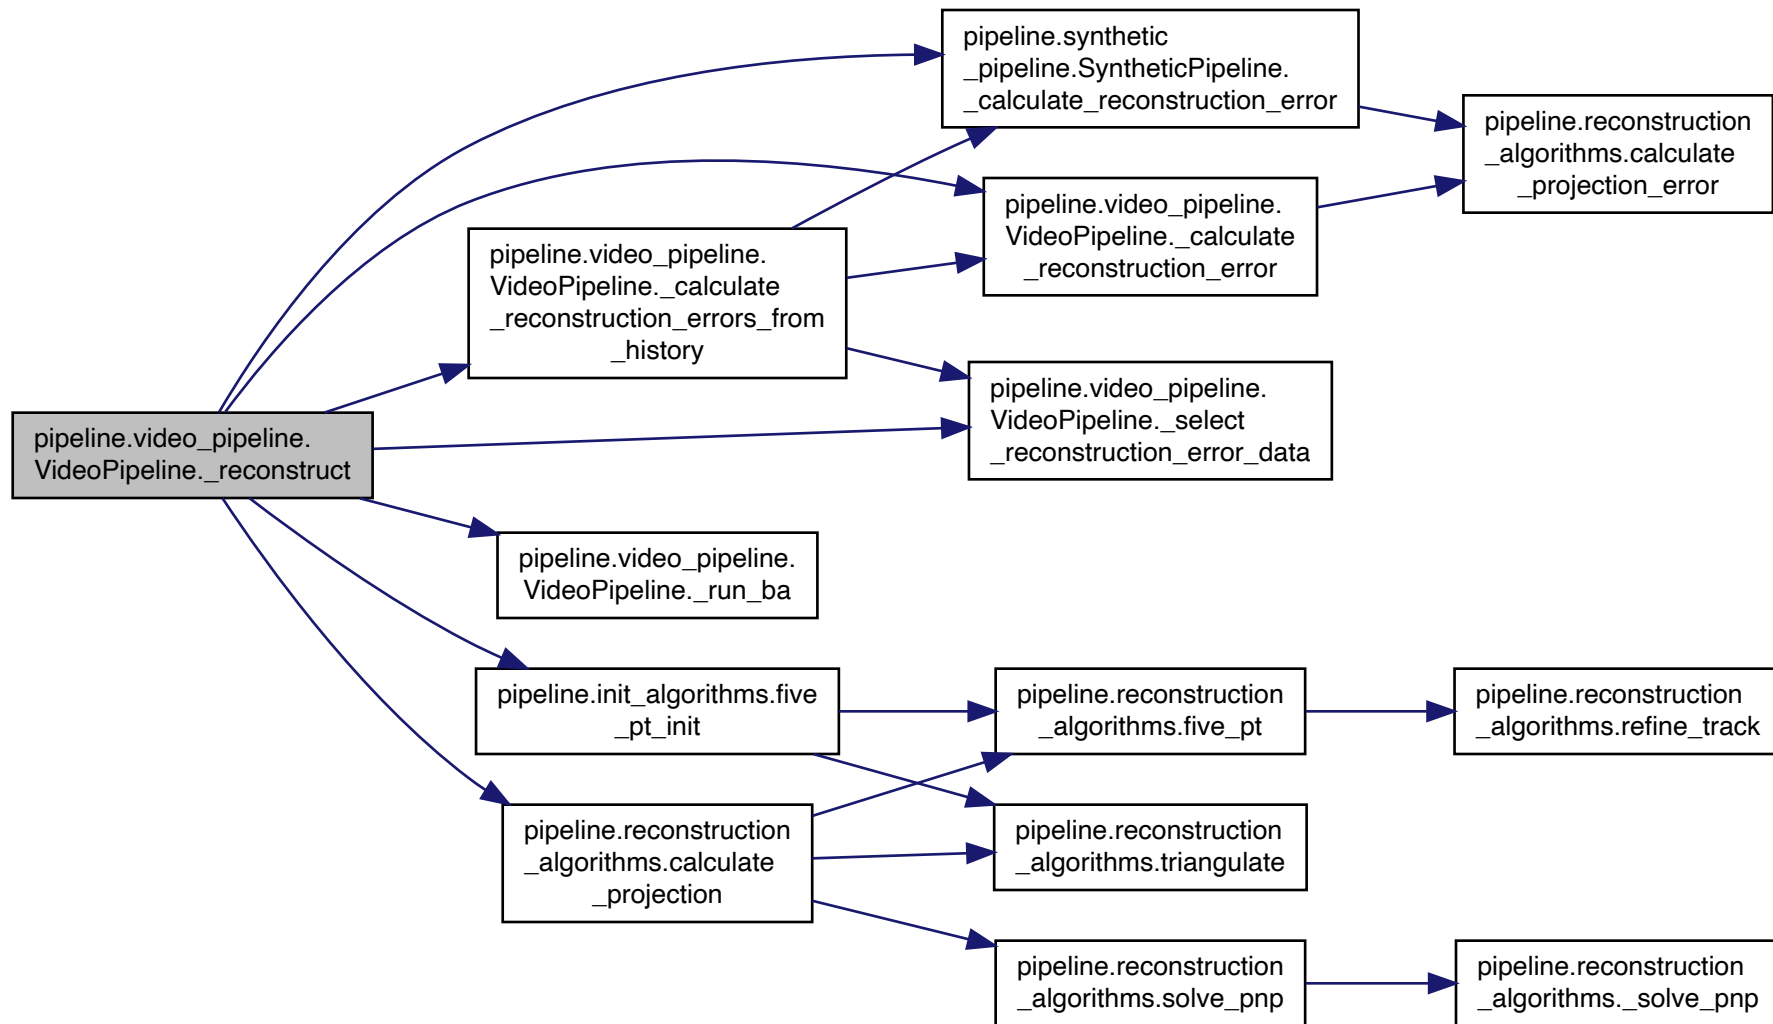 pipeline.synthetic
_pipeline.SyntheticPipeline.
_calculate_reconstruction_error
pipeline.reconstruction
_algorithms.calculate
_projection_error
pipeline.video_pipeline.
VideoPipeline._calculate
_reconstruction_error
pipeline.video_pipeline.
VideoPipeline._calculate
_reconstruction_errors_from
_history
pipeline.video_pipeline.
VideoPipeline._select
_reconstruction_error_data
pipeline.video_pipeline.
VideoPipeline._reconstruct
pipeline.video_pipeline.
VideoPipeline._run_ba
pipeline.init_algorithms.five
_pt_init
pipeline.reconstruction
_algorithms.five_pt
pipeline.reconstruction
_algorithms.refine_track
pipeline.reconstruction
_algorithms.calculate
_projection
pipeline.reconstruction
_algorithms.triangulate
pipeline.reconstruction
_algorithms.solve_pnp
pipeline.reconstruction
_algorithms._solve_pnp